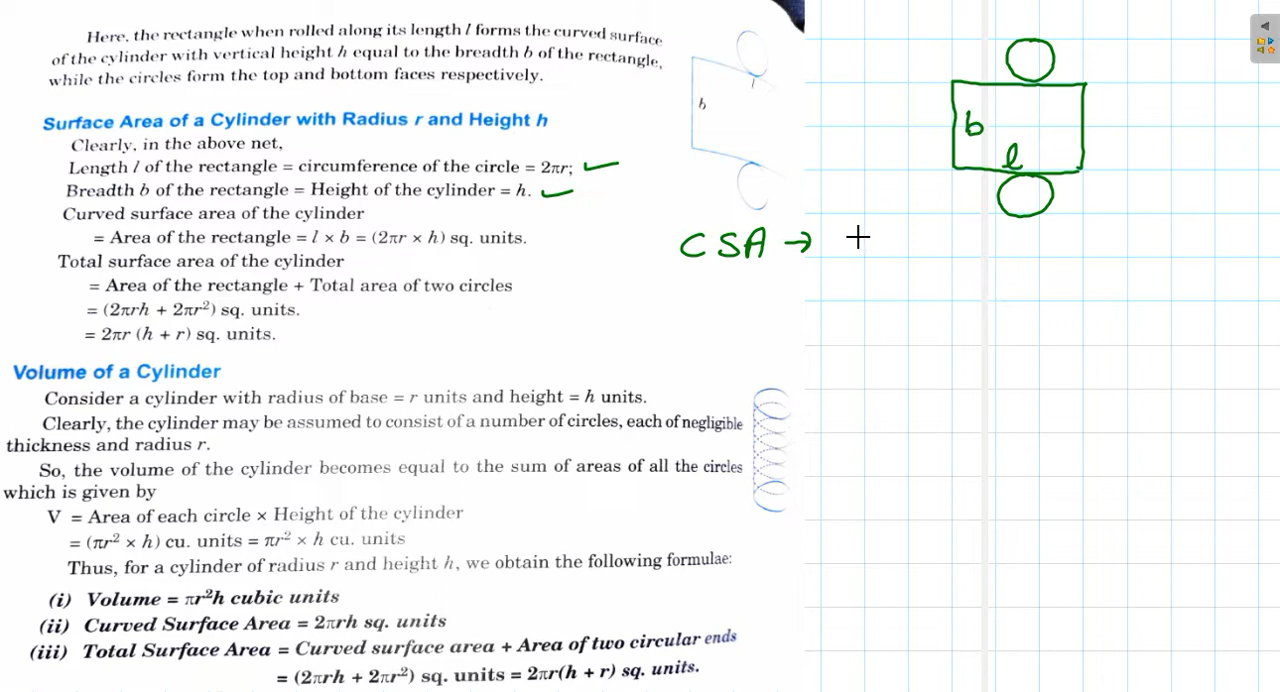 Here, the rectangle when rolled along its length l forms the curved surface
of the cylinder with vertical height h equal to the breadth b of the rectangle,
while the circles form the top and bottom faces respectively.
Surface Area of a Cylinder with Radius r and Height h
Clearly, in the above net,
Length l of the rectangle = circumference of the circle = 2πr;
Breadth b of the rectangle = Height of the cylinder = h.
Curved surface area of the cylinder
= Area of the rectangle = l × b = (2πr × h) sq. units.
Total surface area of the cylinder
= Area of the rectangle + Total area of two circles
= (2πrh + 2πr²) sq. units.
= 2πr (h + r) sq. units.
Volume of a Cylinder
Consider a cylinder with radius of base = r units and height = h units.
Clearly, the cylinder may be assumed to consist of a number of circles, each of negligible
thickness and radius r.
So, the volume of the cylinder becomes equal to the sum of areas of all the circles
which is given by
V = Area of each circle × Height of the cylinder
= (πr² × h) cu. units = πr² × h cu. units
Thus, for a cylinder of radius r and height h, we obtain the following formulae:
(i) Volume = πr²h cubic units
(ii) Curved Surface Area = 2πrh sq. units
(iii) Total Surface Area = Curved surface area + Area of two circular ends
= (2πrh + 2πr²) sq. units = 2πr(h + r) sq. units.
l
b
b
l
CSA →